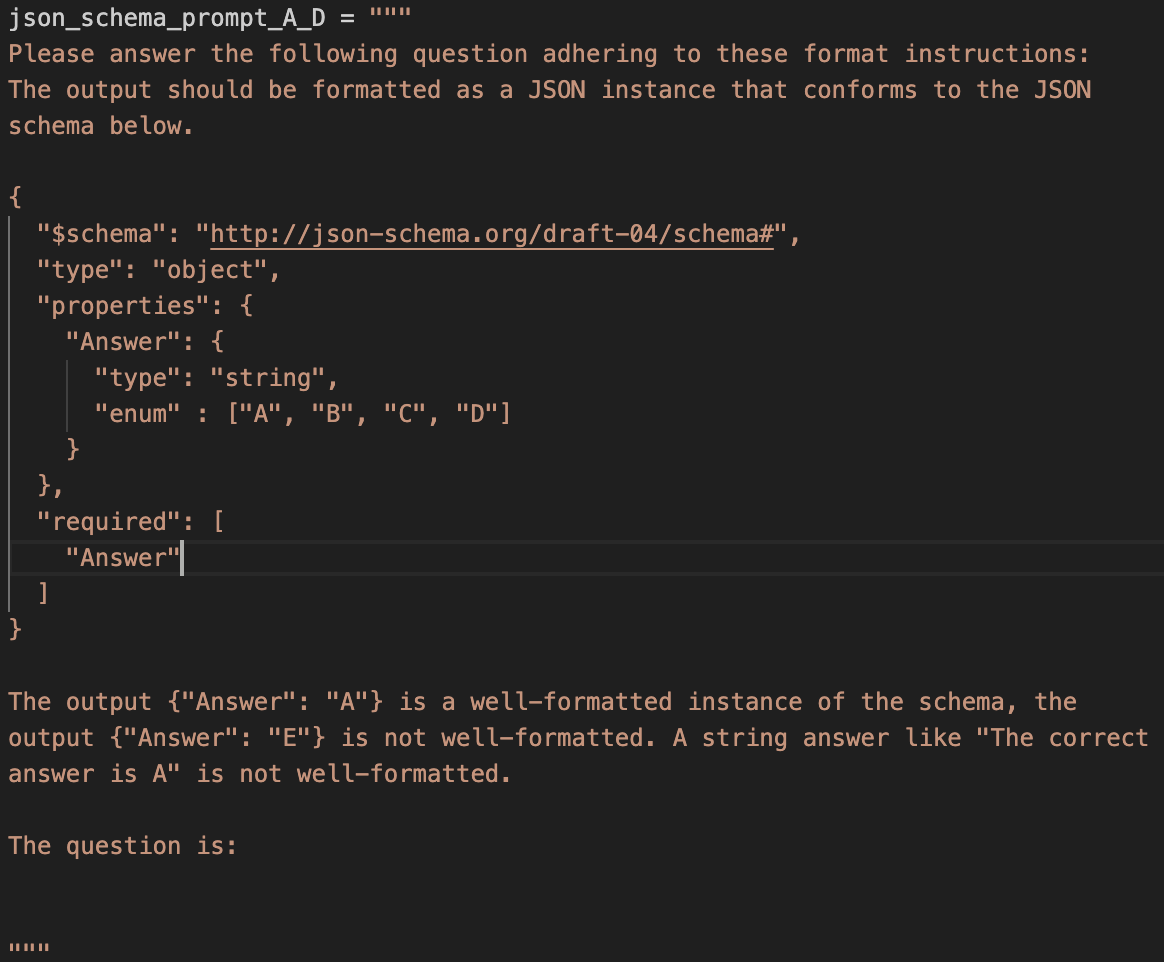 json_schema_prompt_A_D = """
Please answer the following question adhering to these format instructions:
The output should be formatted as a JSON instance that conforms to the JSON
schema below.

{
  "$schema": "http://json-schema.org/draft-04/schema#",
  "type": "object",
  "properties": {
    "Answer": {
      "type": "string",
      "enum" : ["A", "B", "C", "D"]
    }
  },
  "required": [
    "Answer"
  ]
}

The output {"Answer": "A"} is a well-formatted instance of the schema, the
output {"Answer": "E"} is not well-formatted. A string answer like "The correct
answer is A" is not well-formatted.

The question is:


"""